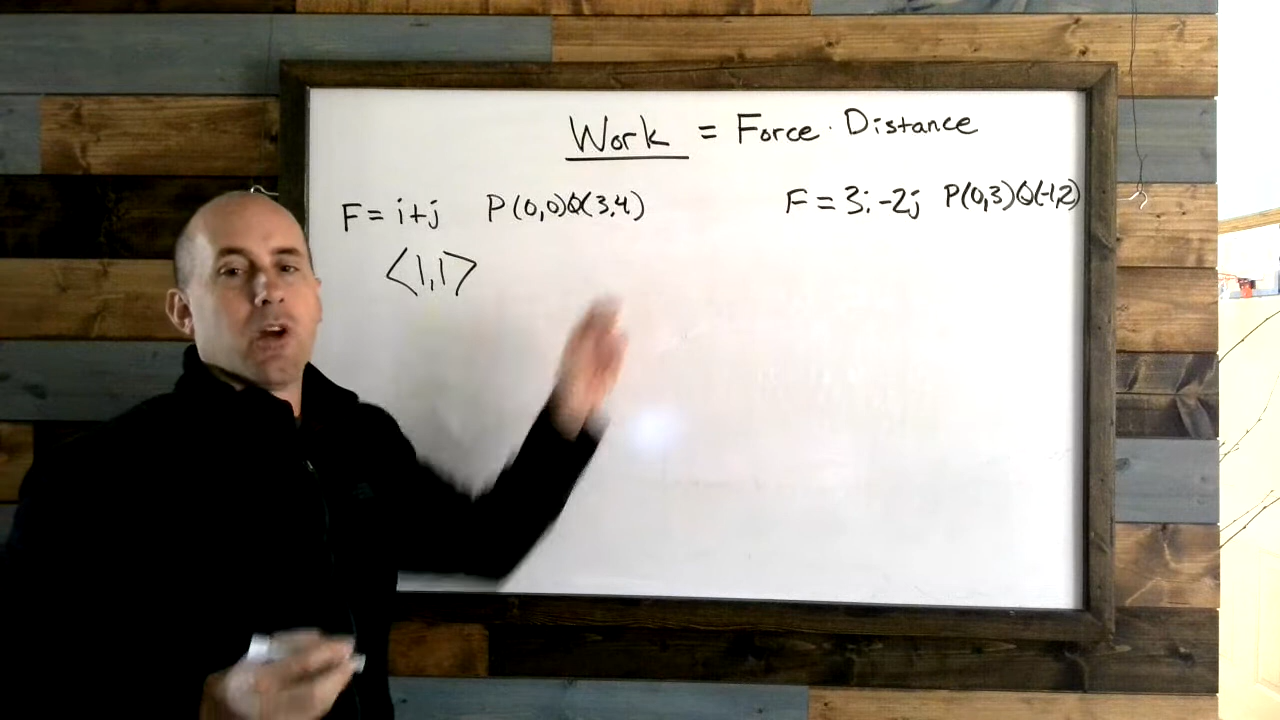 Work = Force · Distance
F = i+j P(0,0)Q(3,4)
<1,1>
F = 3i-2j P(0,3)Q(-1,2)